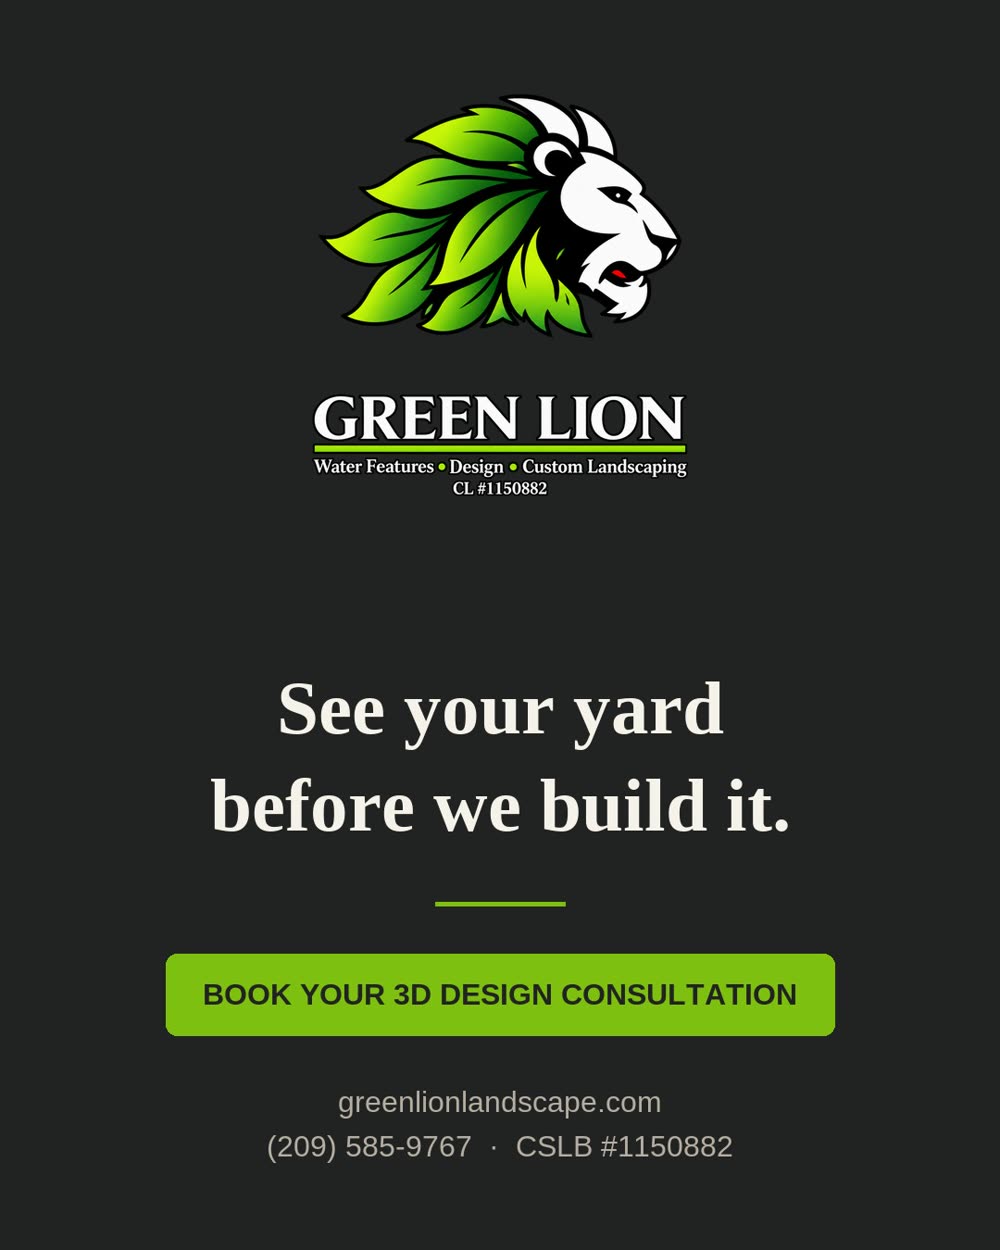 GREEN LION
Water Features • Design • Custom Landscaping
CL #1150882
See your yard
before we build it.
BOOK YOUR 3D DESIGN CONSULTATION
greenlionlandscape.com
(209) 585-9767 · CSLB #1150882